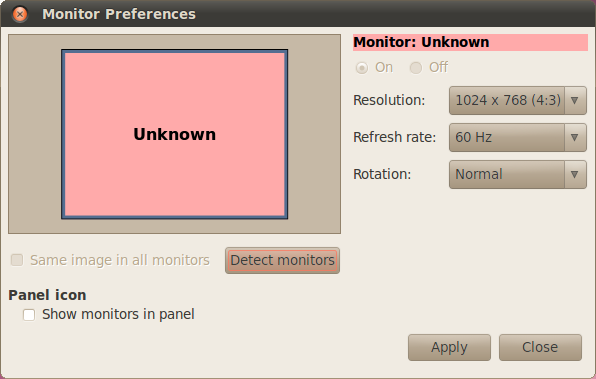 Monitor Preferences
Unknown
Monitor: Unknown
On Off
Resolution: 1024 x 768 (4:3)
Refresh rate: 60 Hz
Rotation: Normal
Same image in all monitors Detect monitors
Panel icon
Show monitors in panel
Apply Close